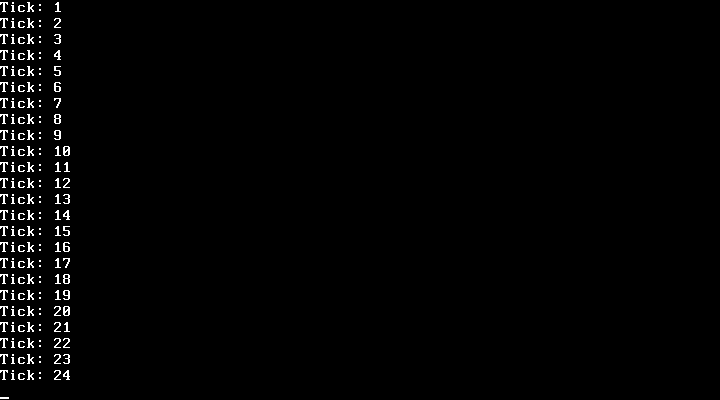 Tick: 1
Tick: 2
Tick: 3
Tick: 4
Tick: 5
Tick: 6
Tick: 7
Tick: 8
Tick: 9
Tick: 10
Tick: 11
Tick: 12
Tick: 13
Tick: 14
Tick: 15
Tick: 16
Tick: 17
Tick: 18
Tick: 19
Tick: 20
Tick: 21
Tick: 22
Tick: 23
Tick: 24